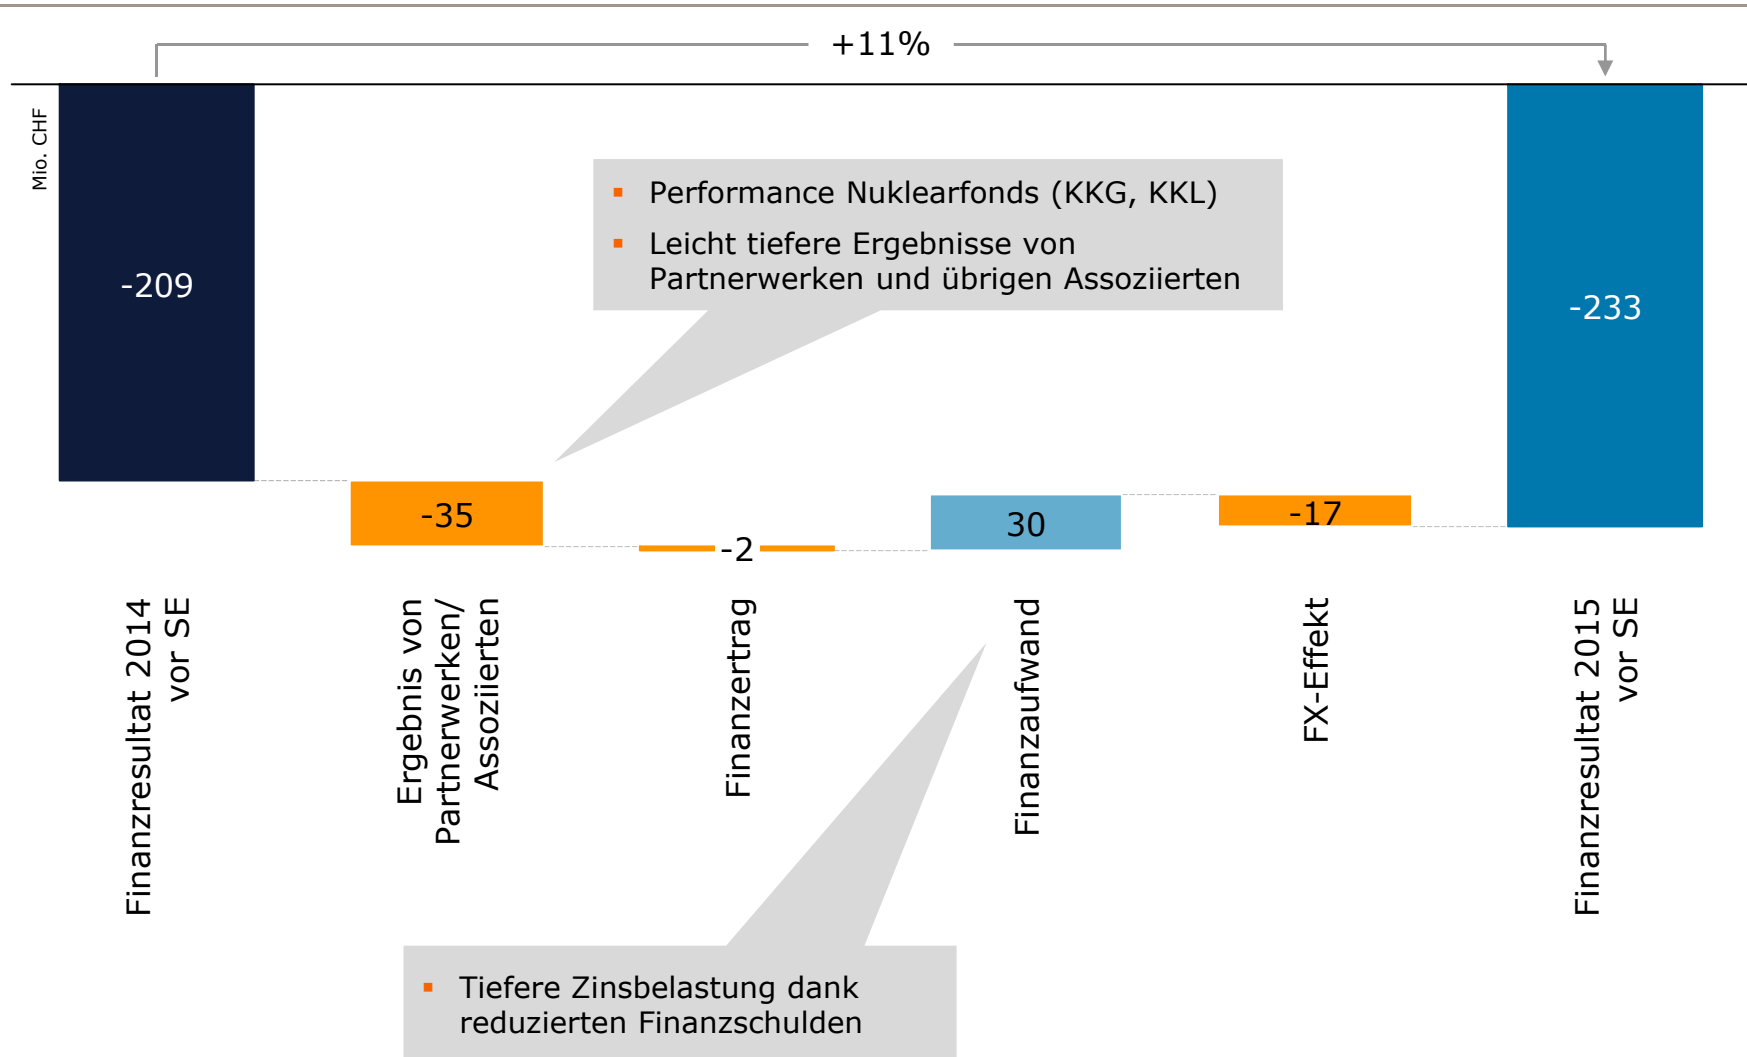 +11%
Mio. CHF
▪ Performance Nuklearfonds (KKG, KKL)
▪ Leicht tiefere Ergebnisse von
Partnerwerken und übrigen Assoziierten
-209
-233
-35
-2
30
-17
Finanzresultat 2014
vor SE
Ergebnis von
Partnerwerken/
Assoziierten
Finanzertrag
Finanzaufwand
FX-Effekt
Finanzresultat 2015
vor SE
▪ Tiefere Zinsbelastung dank
reduzierten Finanzschulden